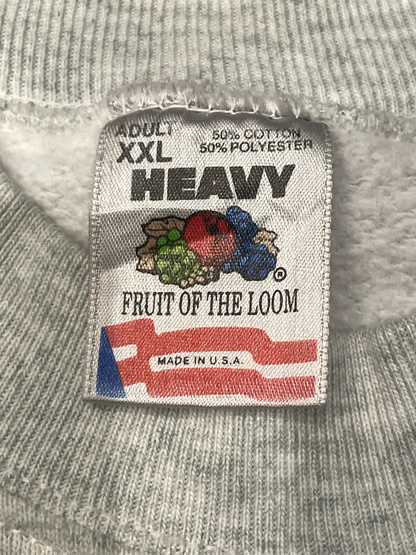 ADULT
XXL
50% COTTON
50% POLYESTER
HEAVY
®
FRUIT OF THE LOOM
MADE IN U.S.A.